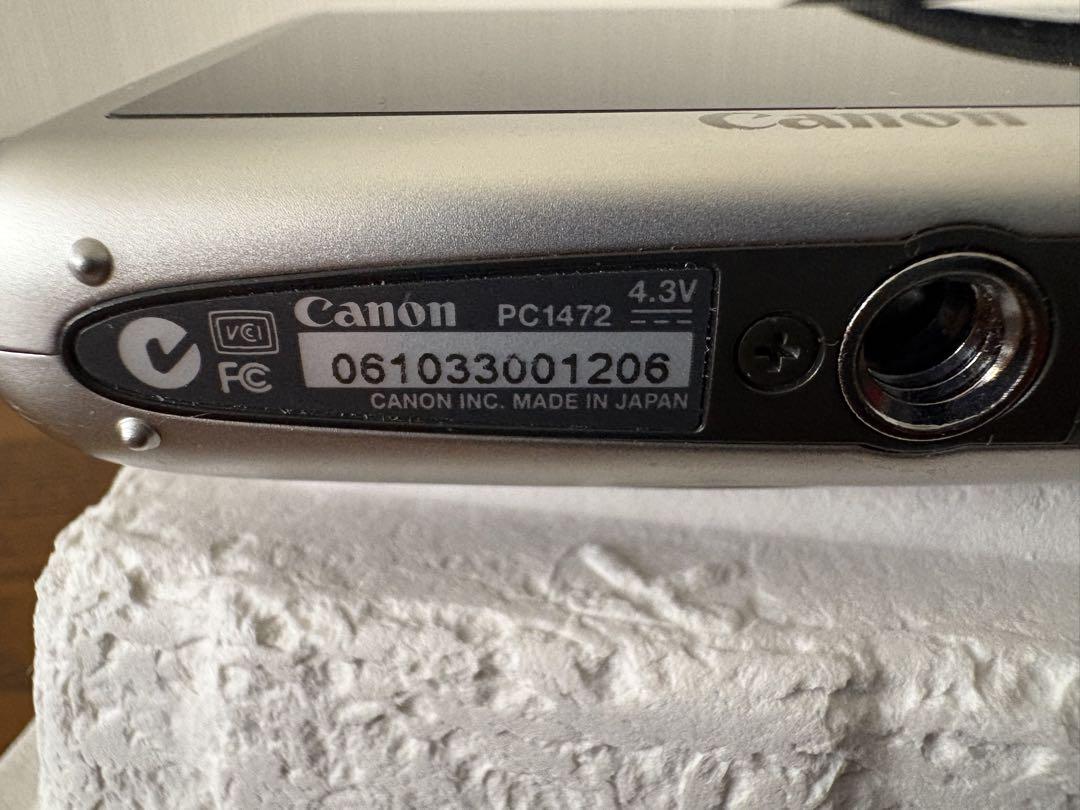 Canon
VCI
FC
Canon PC1472 4.3V
061033001206
CANON INC. MADE IN JAPAN